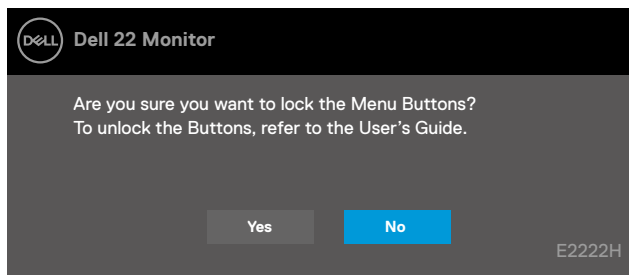 DELL Dell 22 Monitor
Are you sure you want to lock the Menu Buttons?
To unlock the Buttons, refer to the User’s Guide.
Yes No
E2222H